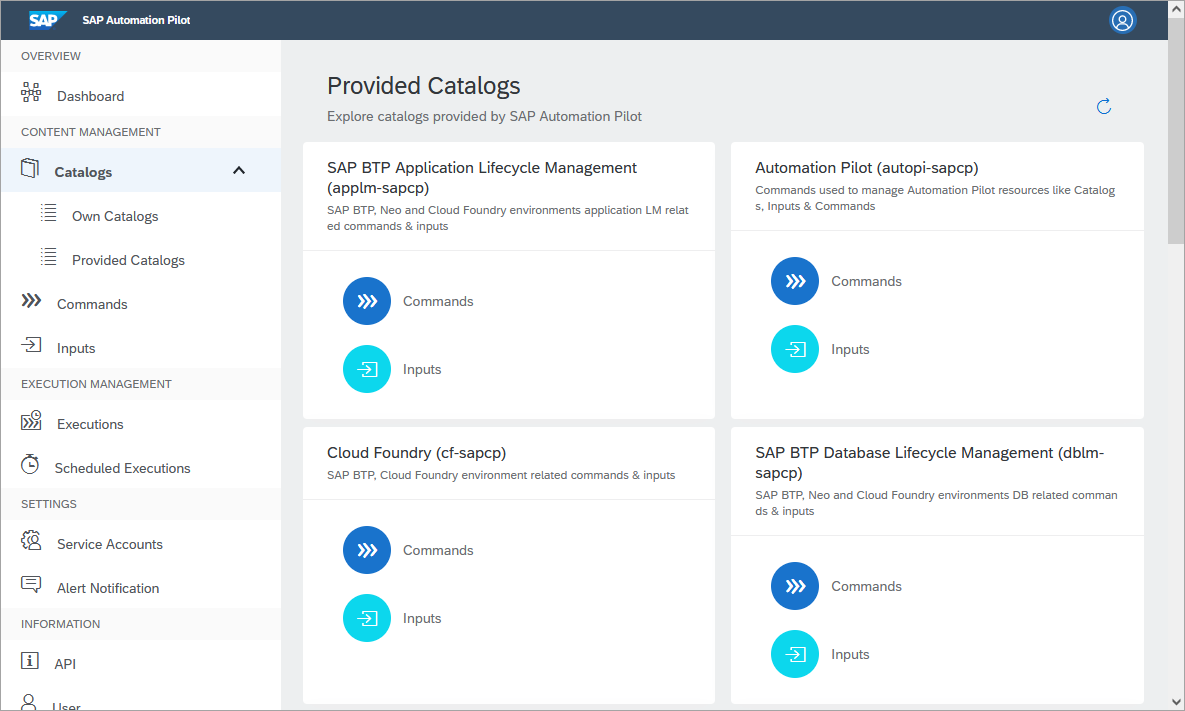 SAP SAP Automation Pilot
OVERVIEW
Dashboard
CONTENT MANAGEMENT
Catalogs
Own Catalogs
Provided Catalogs
Commands
Inputs
EXECUTION MANAGEMENT
Executions
Scheduled Executions
SETTINGS
Service Accounts
Alert Notification
INFORMATION
API
User
Provided Catalogs
Explore catalogs provided by SAP Automation Pilot
SAP BTP Application Lifecycle Management
(applm-sapcp)
SAP BTP, Neo and Cloud Foundry environments application LM relat
ed commands & inputs
Commands
Inputs
Automation Pilot (autopi-sapcp)
Commands used to manage Automation Pilot resources like Catalog
s, Inputs & Commands
Commands
Inputs
Cloud Foundry (cf-sapcp)
SAP BTP, Cloud Foundry environment related commands & inputs
Commands
Inputs
SAP BTP Database Lifecycle Management (dblm-
sapcp)
SAP BTP, Neo and Cloud Foundry environments DB related comman
ds & inputs
Commands
Inputs